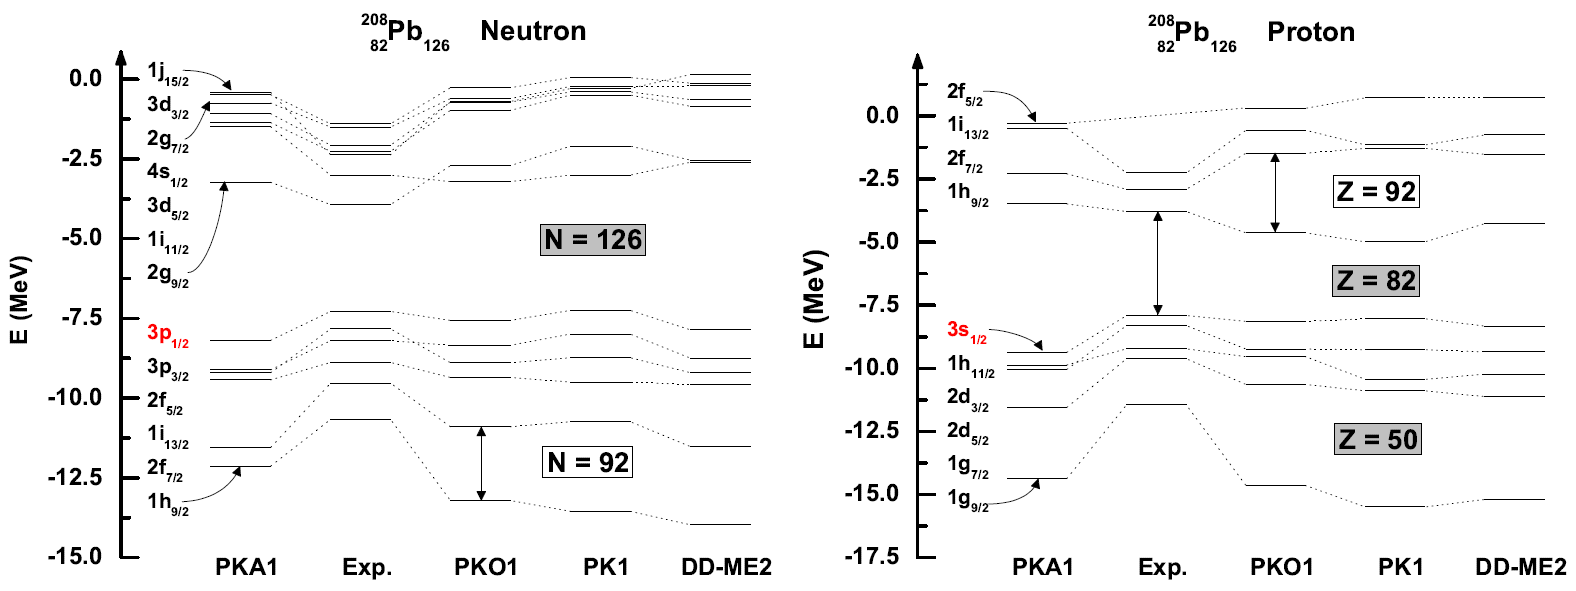 ²⁰⁸₈₂Pb₁₂₆ Neutron
E (MeV)
0.0
-2.5
-5.0
-7.5
-10.0
-12.5
-15.0
1j15/2
3d3/2
2g7/2
4s1/2
3d5/2
1i11/2
2g9/2
3p1/2
3p3/2
2f5/2
1i13/2
2f7/2
1h9/2
N = 126
N = 92
PKA1 Exp. PKO1 PK1 DD-ME2
²⁰⁸₈₂Pb₁₂₆ Proton
E (MeV)
0.0
-2.5
-5.0
-7.5
-10.0
-12.5
-15.0
-17.5
2f5/2
1i13/2
2f7/2
1h9/2
3s1/2
1h11/2
2d3/2
2d5/2
1g7/2
1g9/2
Z = 92
Z = 82
Z = 50
PKA1 Exp. PKO1 PK1 DD-ME2